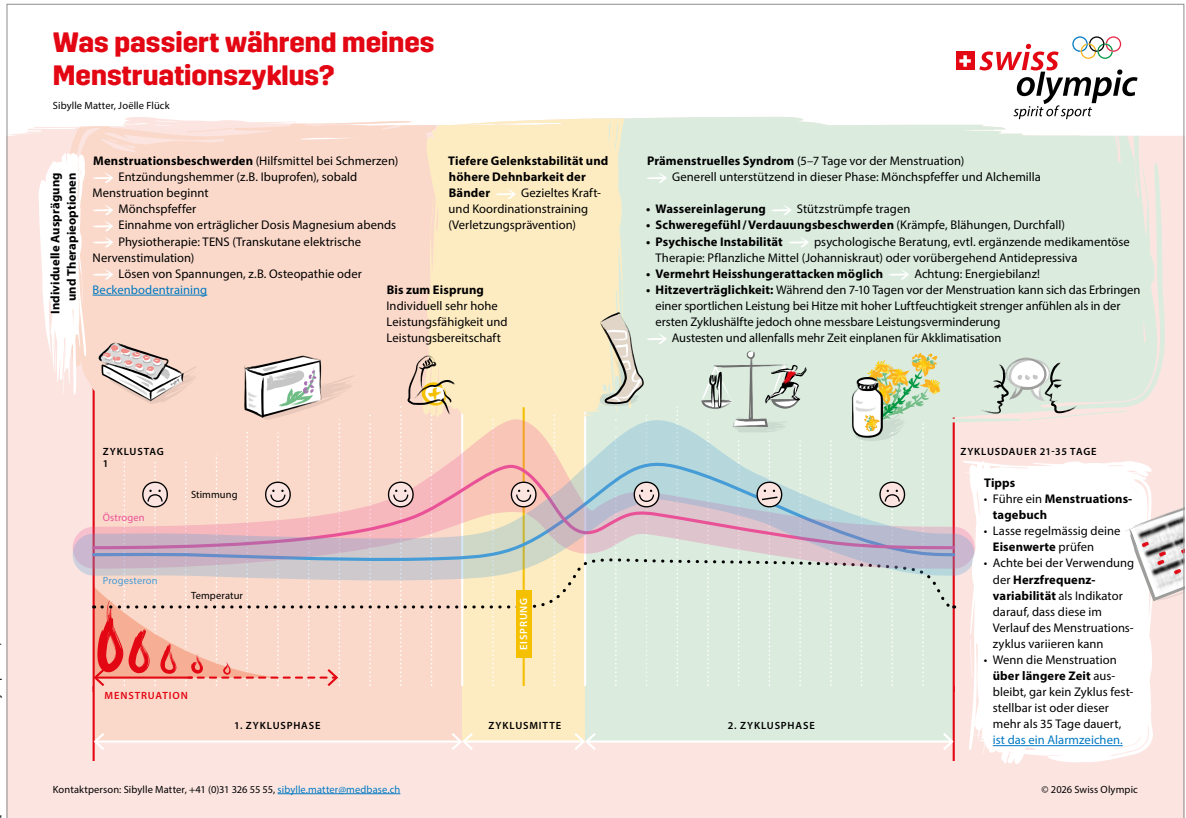 Was passiert während meines
Menstruationszyklus?
Sibylle Matter, Joëlle Flück
swiss
olympic
spirit of sport
Individuelle Ausprägung
und Therapieoptionen
Menstruationsbeschwerden (Hilfsmittel bei Schmerzen)
→ Entzündungshemmer (z.B. Ibuprofen), sobald
Menstruation beginnt
→ Mönchspfeffer
→ Einnahme von erträglicher Dosis Magnesium abends
→ Physiotherapie: TENS (Transkutane elektrische
Nervenstimulation)
→ Lösen von Spannungen, z.B. Osteopathie oder
Beckenbodentraining
Bis zum Eisprung
Individuell sehr hohe
Leistungsfähigkeit und
Leistungsbereitschaft
Tiefere Gelenkstabilität und
höhere Dehnbarkeit der
Bänder → Gezieltes Kraft-
und Koordinationstraining
(Verletzungsprävention)
Prämenstruelles Syndrom (5–7 Tage vor der Menstruation)
→ Generell unterstützend in dieser Phase: Mönchspfeffer und Alchemilla
• Wassereinlagerung → Stützstrümpfe tragen
• Schweregefühl / Verdauungsbeschwerden (Krämpfe, Blähungen, Durchfall)
• Psychische Instabilität → psychologische Beratung, evtl. ergänzende medikamentöse
Therapie: Pflanzliche Mittel (Johanniskraut) oder vorübergehend Antidepressiva
• Vermehrt Heisshungerattacken möglich → Achtung: Energiebilanz!
• Hitzeverträglichkeit: Während den 7-10 Tagen vor der Menstruation kann sich das Erbringen
einer sportlichen Leistung bei Hitze mit hoher Luftfeuchtigkeit strenger anfühlen als in der
ersten Zyklushälfte jedoch ohne messbare Leistungsverminderung
→ Austesten und allenfalls mehr Zeit einplanen für Akklimatisation
ZYKLUSTAG
1
ZYKLUSDAUER 21-35 TAGE
Stimmung
Östrogen
Progesteron
Temperatur
EISPRUNG
MENSTRUATION
1. ZYKLUSPHASE
ZYKLUSMITTE
2. ZYKLUSPHASE
Tipps
• Führe ein Menstruations-
tagebuch
• Lasse regelmässig deine
Eisenwerte prüfen
• Achte bei der Verwendung
der Herzfrequenz-
variabilität als Indikator
darauf, dass diese im
Verlauf des Menstruations-
zyklus variieren kann
• Wenn die Menstruation
über längere Zeit aus-
bleibt, gar kein Zyklus fest-
stellbar ist oder dieser
mehr als 35 Tage dauert,
ist das ein Alarmzeichen.
Kontaktperson: Sibylle Matter, +41 (0)31 326 55 55, sibylle.matter@medbase.ch
© 2026 Swiss Olympic